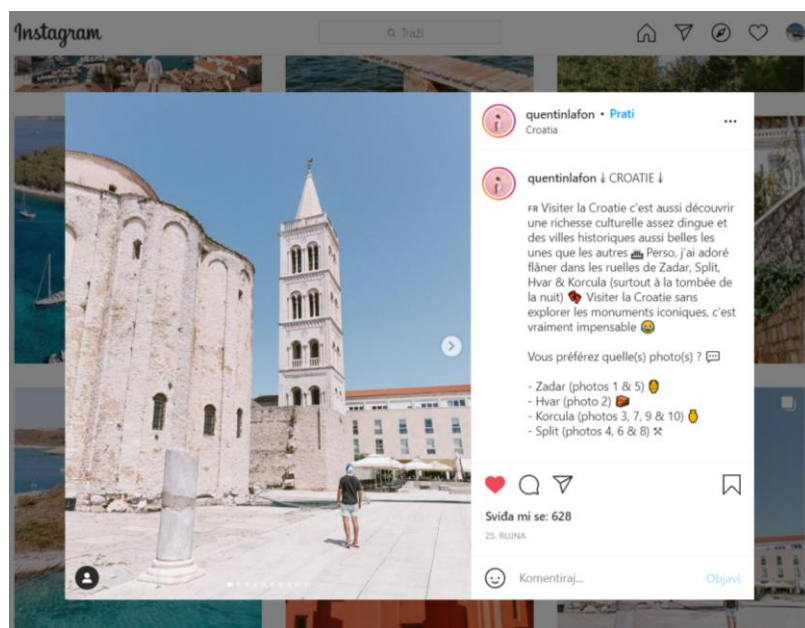 Instagram
Traži
quentinlafon • Prati
Croatia
quentinlafon ⸸ CROATIE ⸸
FR Visiter la Croatie c'est aussi découvrir
une richesse culturelle assez dingue et
des villes historiques aussi belles les
unes que les autres 🏰 Perso, j'ai adoré
flâner dans les ruelles de Zadar, Split,
Hvar & Korcula (surtout à la tombée de
la nuit) 👣 Visiter la Croatie sans
explorer les monuments iconiques, c'est
vraiment impensable 😂
Vous préférez quelle(s) photo(s) ? 💬
- Zadar (photos 1 & 5) 🏺
- Hvar (photo 2) 🧱
- Korcula (photos 3, 7, 9 & 10) ⚱
- Split (photos 4, 6 & 8) ⚒
Sviđa mi se: 628
25. RUJNA
Komentiraj...
Objavi